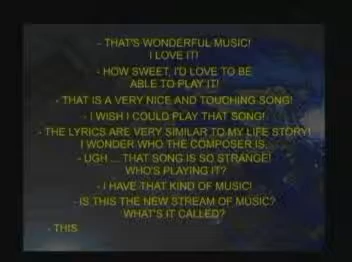 - THAT'S WONDERFUL MUSIC!
I LOVE IT!
- HOW SWEET, I'D LOVE TO BE
ABLE TO PLAY IT!
- THAT IS A VERY NICE AND TOUCHING SONG!
- I WISH I COULD PLAY THAT SONG!
- THE LYRICS ARE VERY SIMILAR TO MY LIFE STORY!
I WONDER WHO THE COMPOSER IS.
- UGH ... THAT SONG IS SO STRANGE!
WHO'S PLAYING IT?
- I HAVE THAT KIND OF MUSIC!
- IS THIS THE NEW STREAM OF MUSIC?
WHAT'S IT CALLED?
- THIS